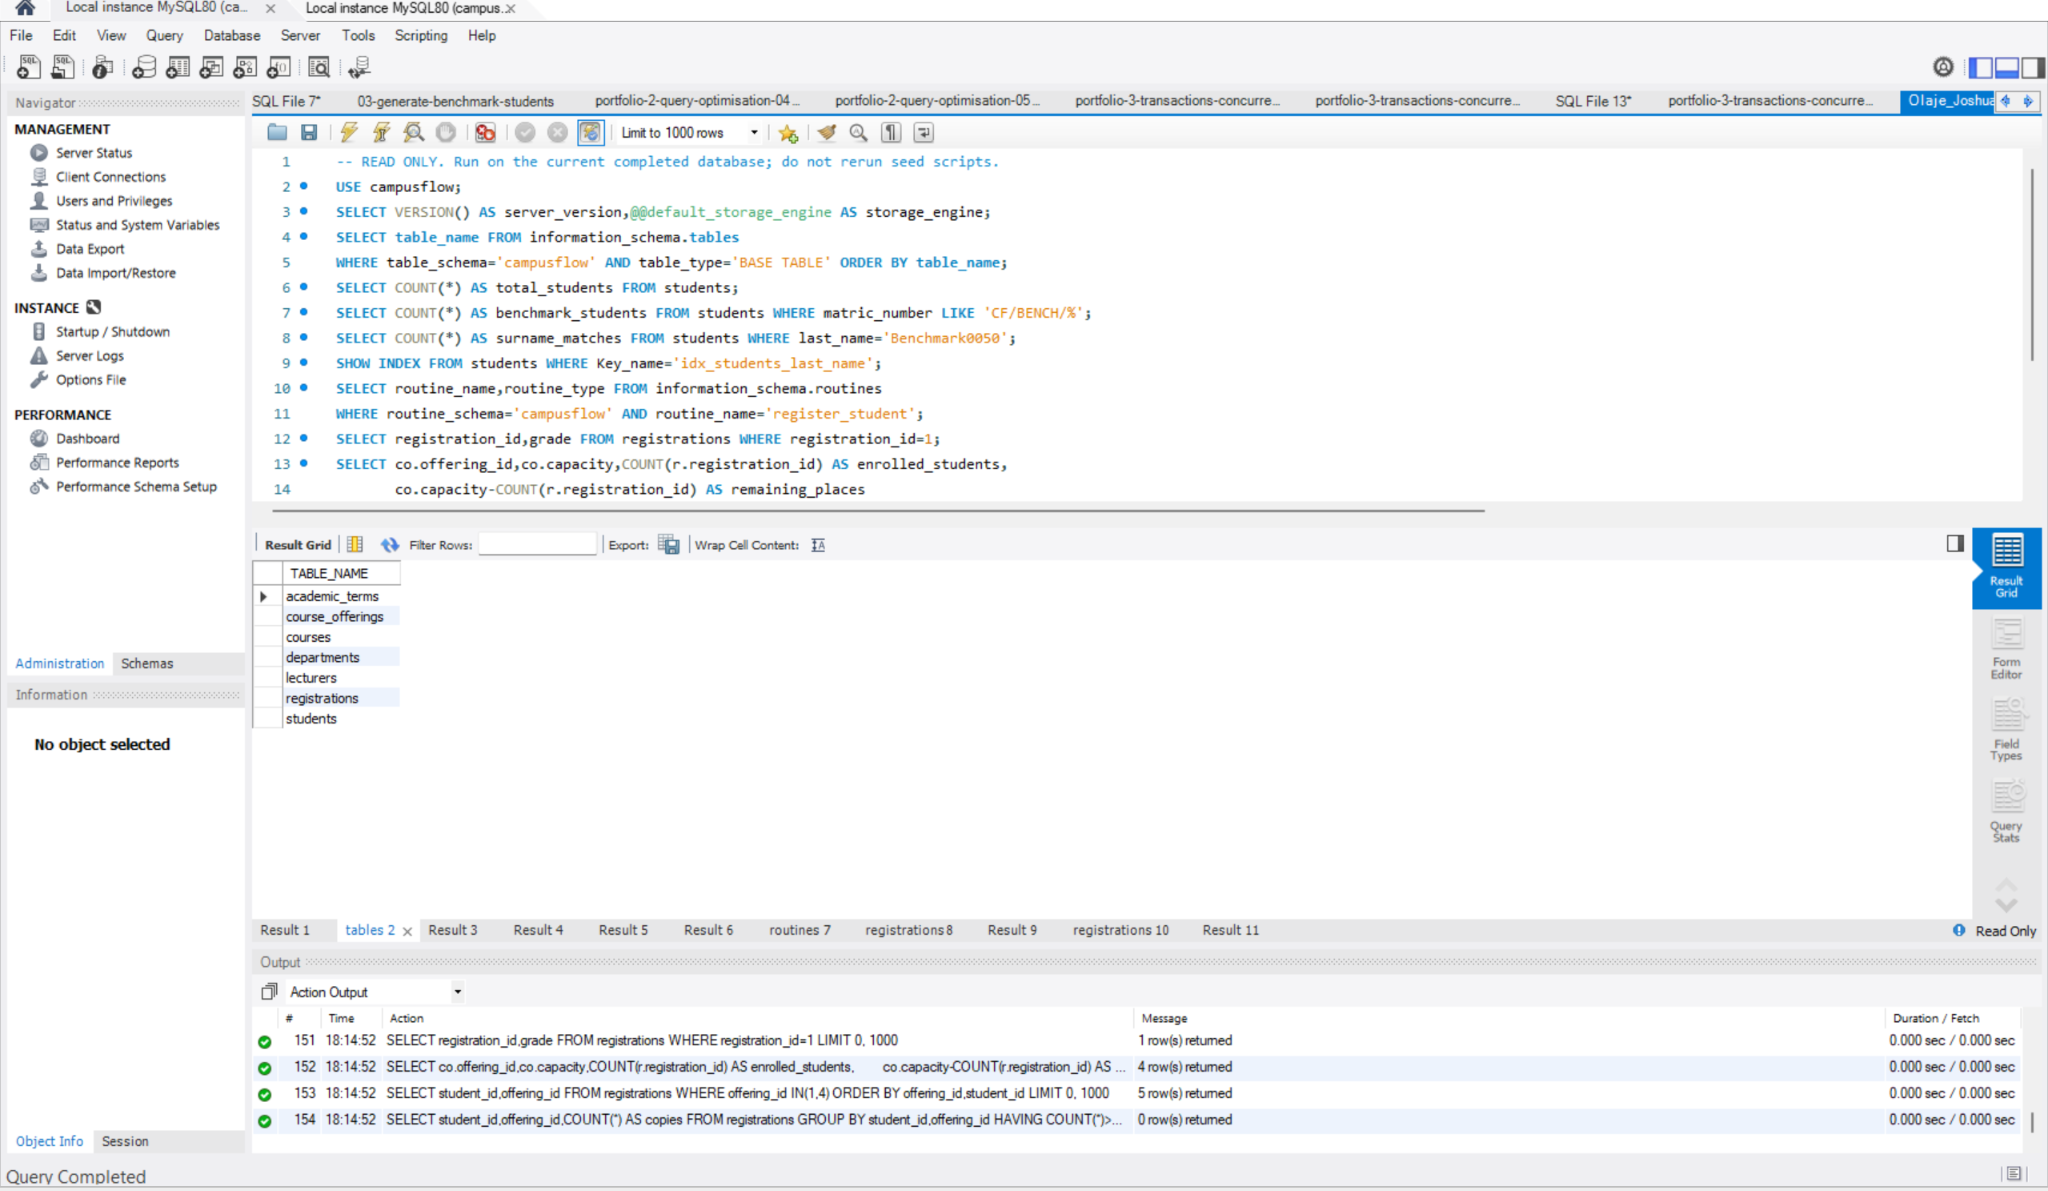 Local instance MySQL80 (ca... × Local instance MySQL80 (campus.×
File Edit View Query Database Server Tools Scripting Help
Navigator
SQL File 7* 03-generate-benchmark-students portfolio-2-query-optimisation-04... portfolio-2-query-optimisation-05... portfolio-3-transactions-concurre... portfolio-3-transactions-concurre... SQL File 13* portfolio-3-transactions-concurre... Olaje_Joshua
MANAGEMENT
Server Status
Client Connections
Users and Privileges
Status and System Variables
Data Export
Data Import/Restore
INSTANCE
Startup / Shutdown
Server Logs
Options File
PERFORMANCE
Dashboard
Performance Reports
Performance Schema Setup
Administration Schemas
Information
No object selected
Object Info Session
Limit to 1000 rows
1 -- READ ONLY. Run on the current completed database; do not rerun seed scripts.
2 USE campusflow;
3 SELECT VERSION() AS server_version,@@default_storage_engine AS storage_engine;
4 SELECT table_name FROM information_schema.tables
5 WHERE table_schema='campusflow' AND table_type='BASE TABLE' ORDER BY table_name;
6 SELECT COUNT(*) AS total_students FROM students;
7 SELECT COUNT(*) AS benchmark_students FROM students WHERE matric_number LIKE 'CF/BENCH/%';
8 SELECT COUNT(*) AS surname_matches FROM students WHERE last_name='Benchmark0050';
9 SHOW INDEX FROM students WHERE Key_name='idx_students_last_name';
10 SELECT routine_name,routine_type FROM information_schema.routines
11 WHERE routine_schema='campusflow' AND routine_name='register_student';
12 SELECT registration_id,grade FROM registrations WHERE registration_id=1;
13 SELECT co.offering_id,co.capacity,COUNT(r.registration_id) AS enrolled_students,
14 co.capacity-COUNT(r.registration_id) AS remaining_places
Result Grid Filter Rows: Export: Wrap Cell Content:
TABLE_NAME
academic_terms
course_offerings
courses
departments
lecturers
registrations
students
Result Grid
Form Editor
Field Types
Query Stats
Result 1 tables 2 × Result 3 Result 4 Result 5 Result 6 routines 7 registrations 8 Result 9 registrations 10 Result 11 Read Only
Output
Action Output
# Time Action Message Duration / Fetch
151 18:14:52 SELECT registration_id,grade FROM registrations WHERE registration_id=1 LIMIT 0, 1000 1 row(s) returned 0.000 sec / 0.000 sec
152 18:14:52 SELECT co.offering_id,co.capacity,COUNT(r.registration_id) AS enrolled_students, co.capacity-COUNT(r.registration_id) AS ... 4 row(s) returned 0.000 sec / 0.000 sec
153 18:14:52 SELECT student_id,offering_id FROM registrations WHERE offering_id IN(1,4) ORDER BY offering_id,student_id LIMIT 0, 1000 5 row(s) returned 0.000 sec / 0.000 sec
154 18:14:52 SELECT student_id,offering_id,COUNT(*) AS copies FROM registrations GROUP BY student_id,offering_id HAVING COUNT(*)>... 0 row(s) returned 0.000 sec / 0.000 sec
Query Completed